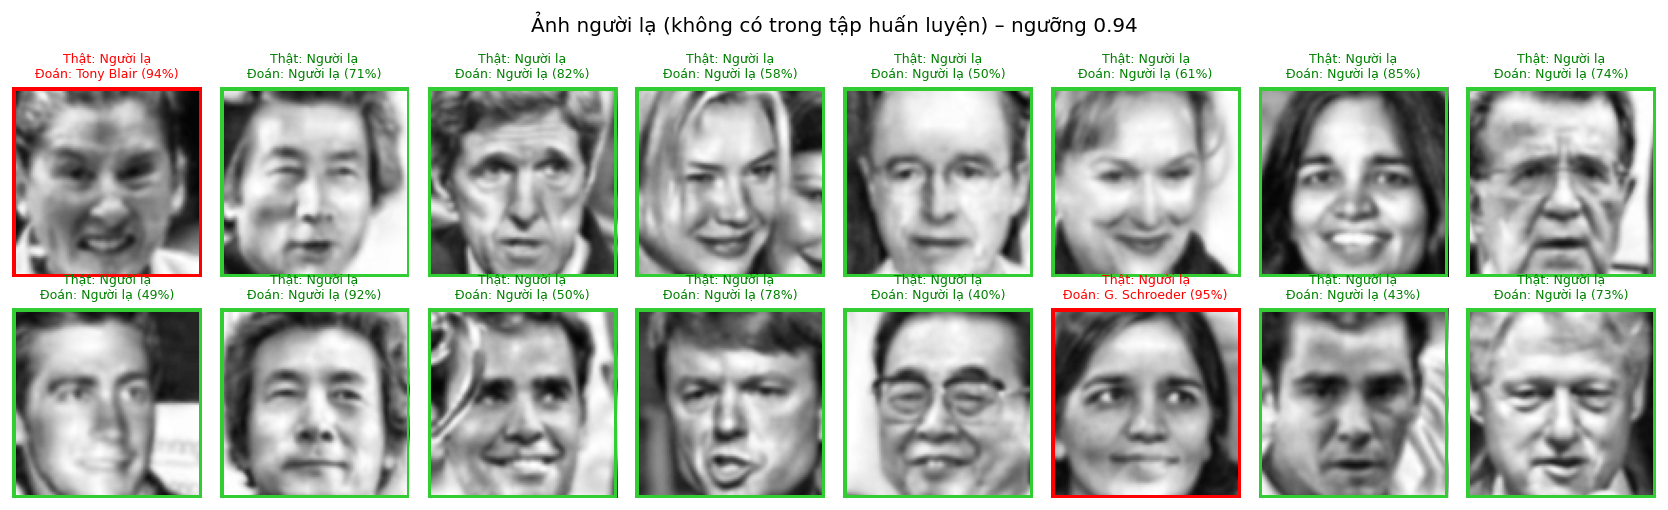 Ảnh người lạ (không có trong tập huấn luyện) – ngưỡng 0.94
Thật: Người lạ
Đoán: Tony Blair (94%)
Thật: Người lạ
Đoán: Người lạ (71%)
Thật: Người lạ
Đoán: Người lạ (82%)
Thật: Người lạ
Đoán: Người lạ (58%)
Thật: Người lạ
Đoán: Người lạ (50%)
Thật: Người lạ
Đoán: Người lạ (61%)
Thật: Người lạ
Đoán: Người lạ (85%)
Thật: Người lạ
Đoán: Người lạ (74%)
Thật: Người lạ
Đoán: Người lạ (49%)
Thật: Người lạ
Đoán: Người lạ (92%)
Thật: Người lạ
Đoán: Người lạ (50%)
Thật: Người lạ
Đoán: Người lạ (78%)
Thật: Người lạ
Đoán: Người lạ (40%)
Thật: Người lạ
Đoán: G. Schroeder (95%)
Thật: Người lạ
Đoán: Người lạ (43%)
Thật: Người lạ
Đoán: Người lạ (73%)